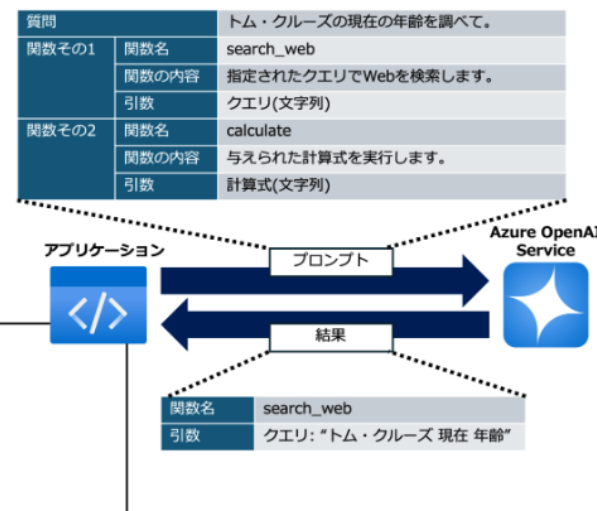 質問 トム・クルーズの現在の年齢を調べて。
関数その1 関数名 search_web
関数の内容 指定されたクエリでWebを検索します。
引数 クエリ(文字列)
関数その2 関数名 calculate
関数の内容 与えられた計算式を実行します。
引数 計算式(文字列)
アプリケーション
プロンプト
Azure OpenAI
Service
</>
結果
関数名 search_web
引数 クエリ: “トム・クルーズ 現在 年齢”